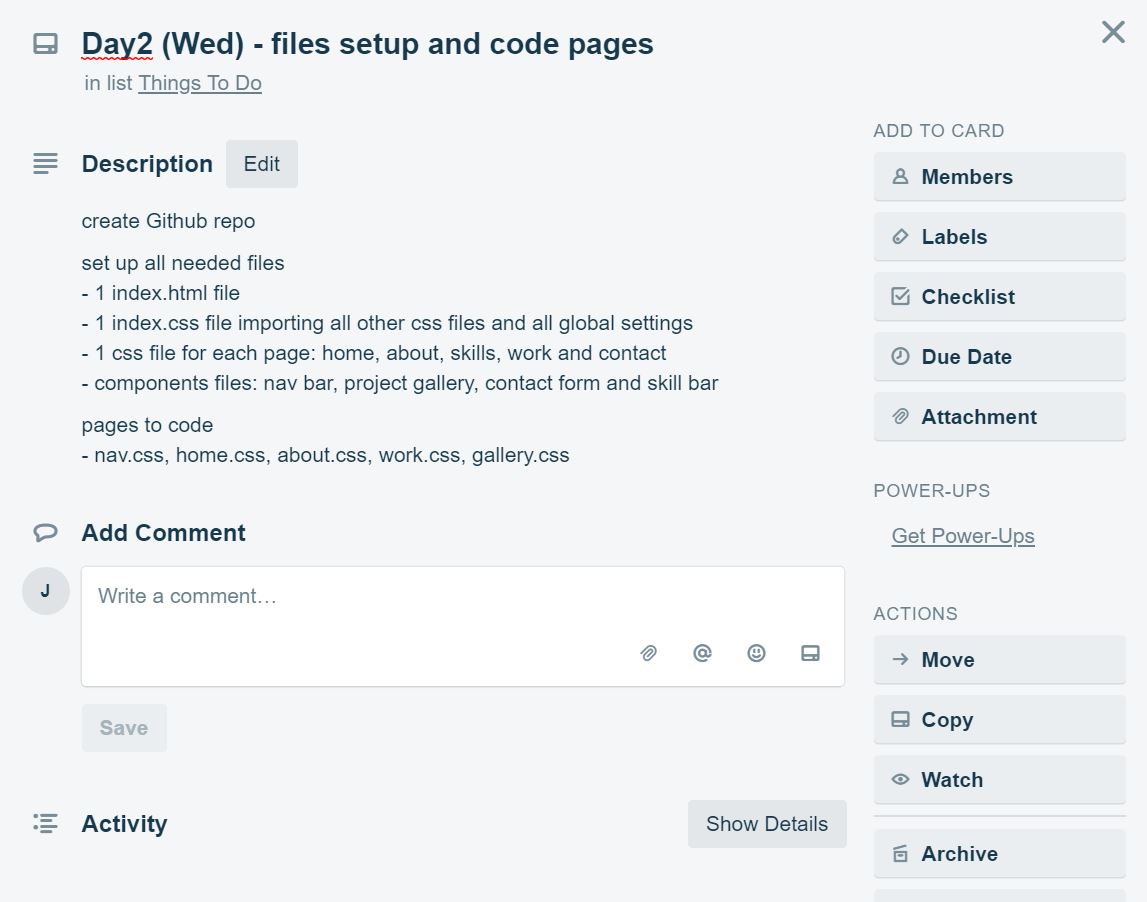 Day2 (Wed) - files setup and code pages
in list Things To Do
Description
Edit
create Github repo
set up all needed files
- 1 index.html file
- 1 index.css file importing all other css files and all global settings
- 1 css file for each page: home, about, skills, work and contact
- components files: nav bar, project gallery, contact form and skill bar
pages to code
- nav.css, home.css, about.css, work.css, gallery.css
Add Comment
J
Write a comment…
Save
Activity
Show Details
ADD TO CARD
Members
Labels
Checklist
Due Date
Attachment
POWER-UPS
Get Power-Ups
ACTIONS
Move
Copy
Watch
Archive